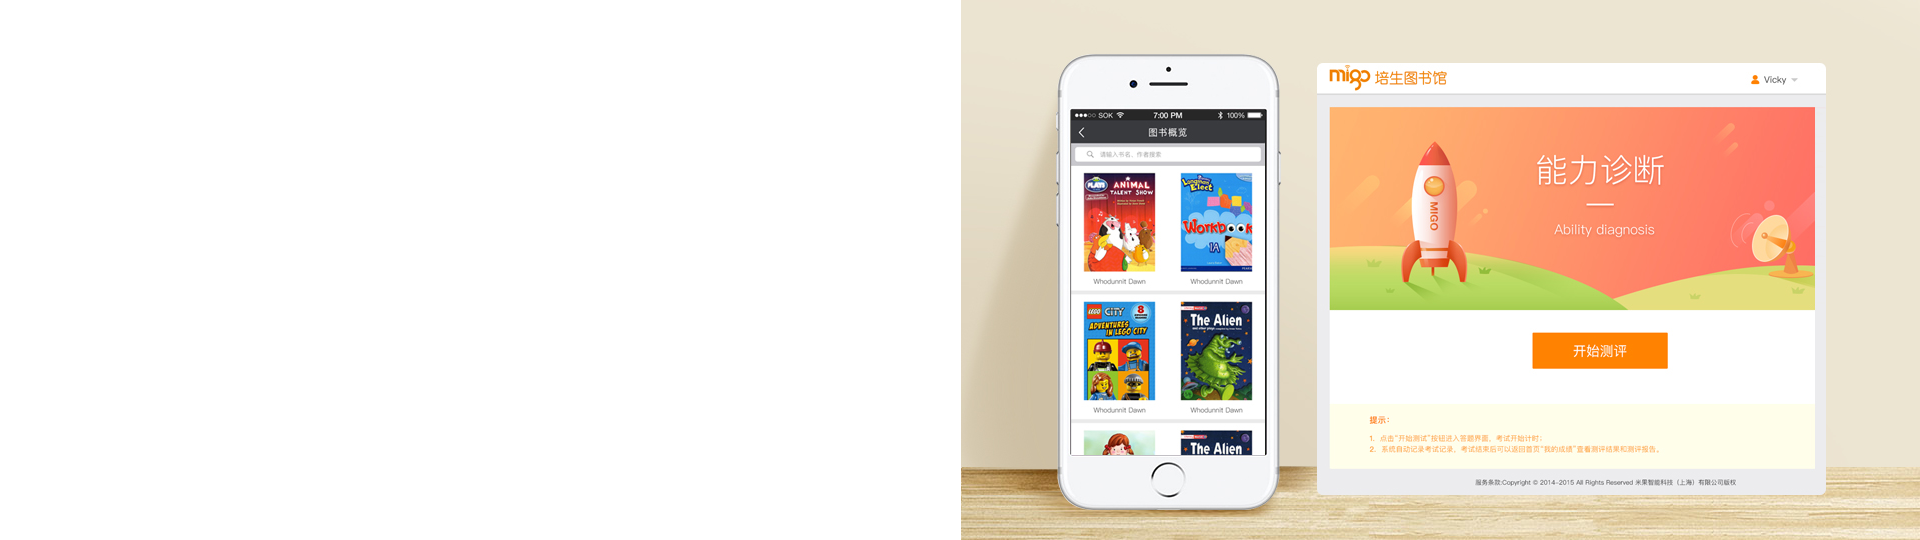 SOK
7:00 PM
100%
图书概览
请输入书名、作者搜索
PLAYS
ANIMAL
TALENT SHOW
Longman
Elect
Workbook
1A
PEARSON
Whodunnit Dawn
Whodunnit Dawn
LEGO CITY
8
ADVENTURES
IN LEGO CITY
The Alien
Whodunnit Dawn
Whodunnit Dawn
The Alien
migo 培生图书馆
Vicky
MIGO
能力诊断
Ability diagnosis
开始测评
提示：
1. 点击“开始测试”按钮进入答题界面，考试开始计时；
2. 系统自动记录考试记录，考试结束后可以返回首页“我的成绩”查看测评结果和测评报告。
服务条款:Copyright © 2014-2015 All Rights Reserved 米果智能科技（上海）有限公司版权